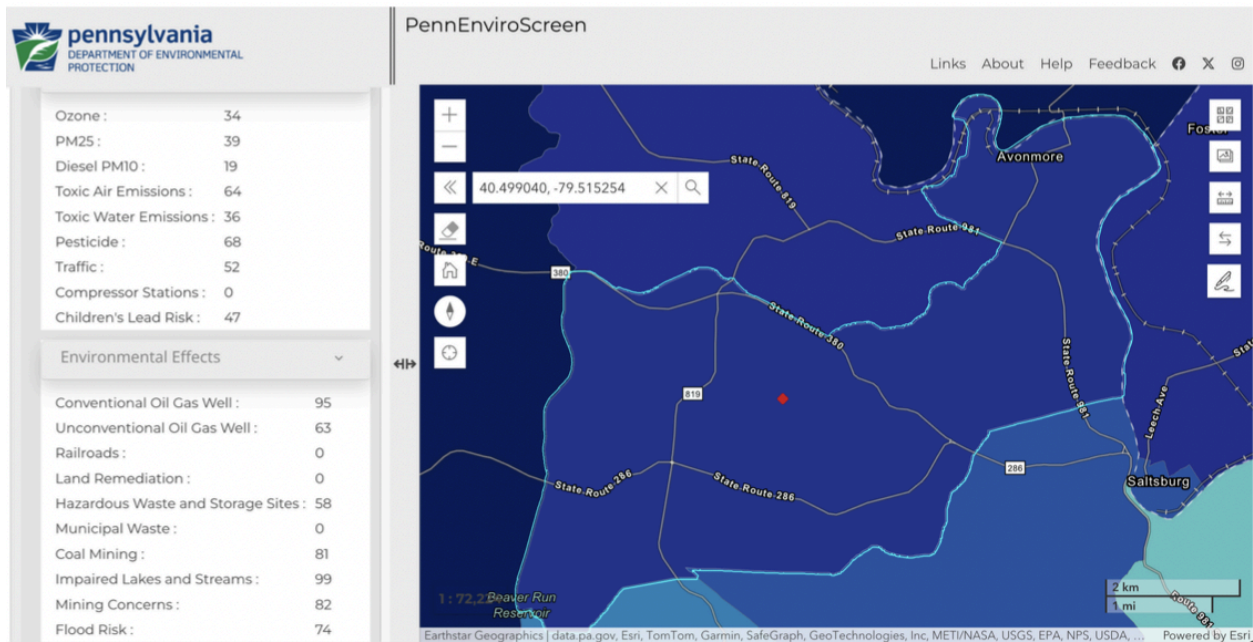 pennsylvania
DEPARTMENT OF ENVIRONMENTAL
PROTECTION
PennEnviroScreen
Links About Help Feedback
Ozone : 34
PM25 : 39
Diesel PM10 : 19
Toxic Air Emissions : 64
Toxic Water Emissions : 36
Pesticide : 68
Traffic : 52
Compressor Stations : 0
Children's Lead Risk : 47
Environmental Effects
Conventional Oil Gas Well : 95
Unconventional Oil Gas Well : 63
Railroads : 0
Land Remediation : 0
Hazardous Waste and Storage Sites : 58
Municipal Waste : 0
Coal Mining : 81
Impaired Lakes and Streams : 99
Mining Concerns : 82
Flood Risk : 74
40.499040, -79.515254
Avonmore
State Route 819
State Route 981
380
State Route 380
819
State Route 981
Leech Ave
286
State Route 286
State Route 286
Saltsburg
Beaver Run
Reservoir
2 km
1 mi
Route 981
Earthstar Geographics | data.pa.gov, Esri, TomTom, Garmin, SafeGraph, GeoTechnologies, Inc, METI/NASA, USGS, EPA, NPS, USDA, ...
Powered by Esri